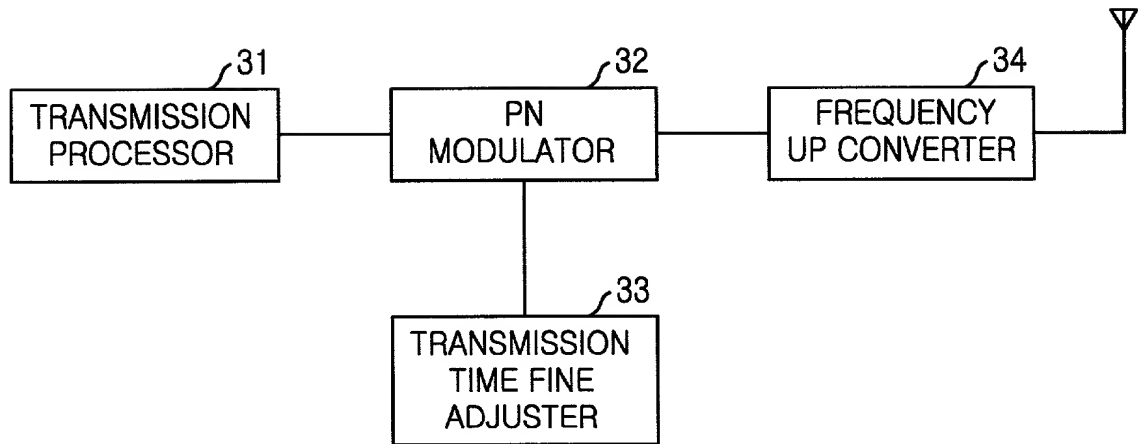 31
TRANSMISSION
PROCESSOR
32
PN
MODULATOR
34
FREQUENCY
UP CONVERTER
33
TRANSMISSION
TIME FINE
ADJUSTER